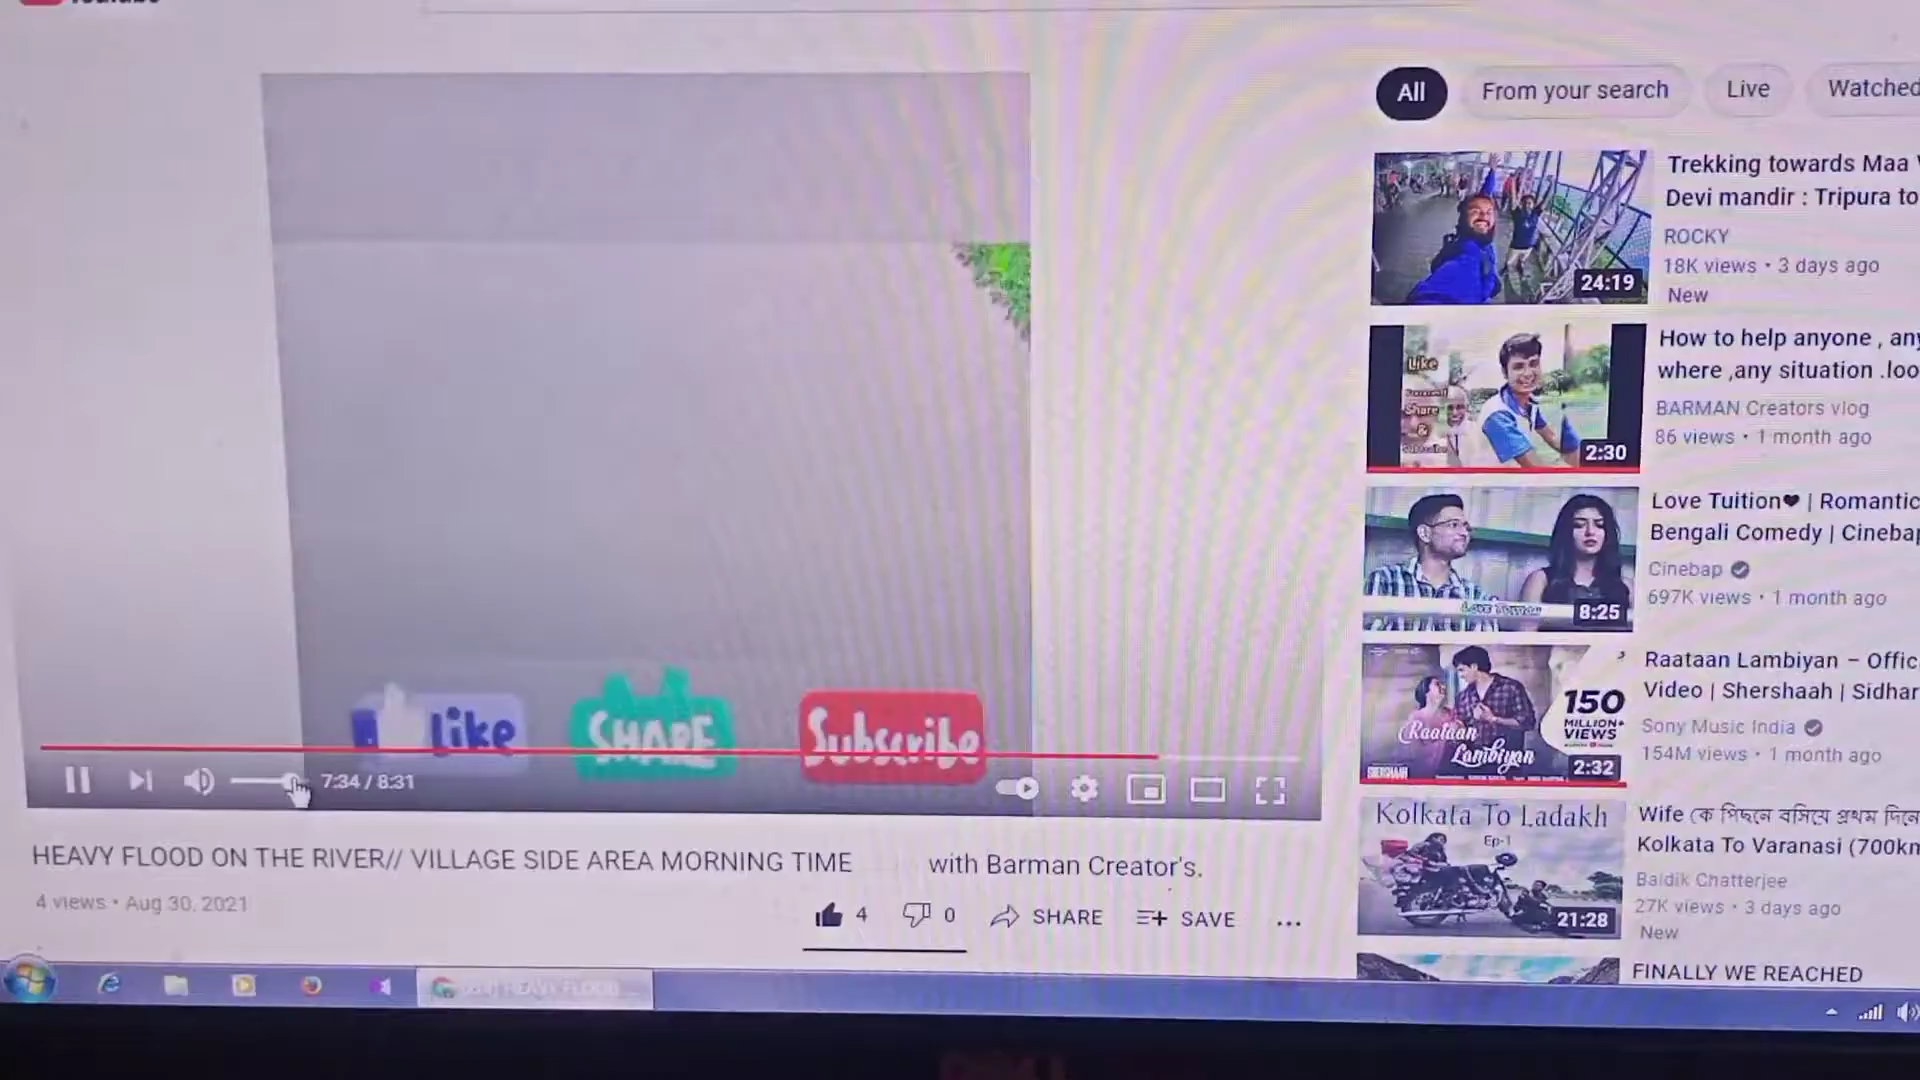 All
From your search
Live
Watched
Trekking towards Maa
Devi mandir : Tripura to
ROCKY
18K views • 3 days ago
New
24:19
How to help anyone , any
where ,any situation .loo
BARMAN Creators vlog
86 views • 1 month ago
Like
Share
&
2:30
Love Tuition❤ | Romantic
Bengali Comedy | Cinebap
Cinebap
697K views • 1 month ago
8:25
Raataan Lambiyan – Offic
Video | Shershaah | Sidhar
Sony Music India
154M views • 1 month ago
150
MILLION+
VIEWS
Raataan
Lambiyan
2:32
Wife কে পিছনে বসিয়ে প্রথম দিনে
Kolkata To Varanasi (700km
Baidik Chatterjee
27K views • 3 days ago
New
Kolkata To Ladakh
Ep-1
21:28
FINALLY WE REACHED
like
SHARE
Subscribe
7:34 / 8:31
HEAVY FLOOD ON THE RIVER// VILLAGE SIDE AREA MORNING TIME with Barman Creator's.
4 views • Aug 30, 2021
4
0
SHARE
SAVE